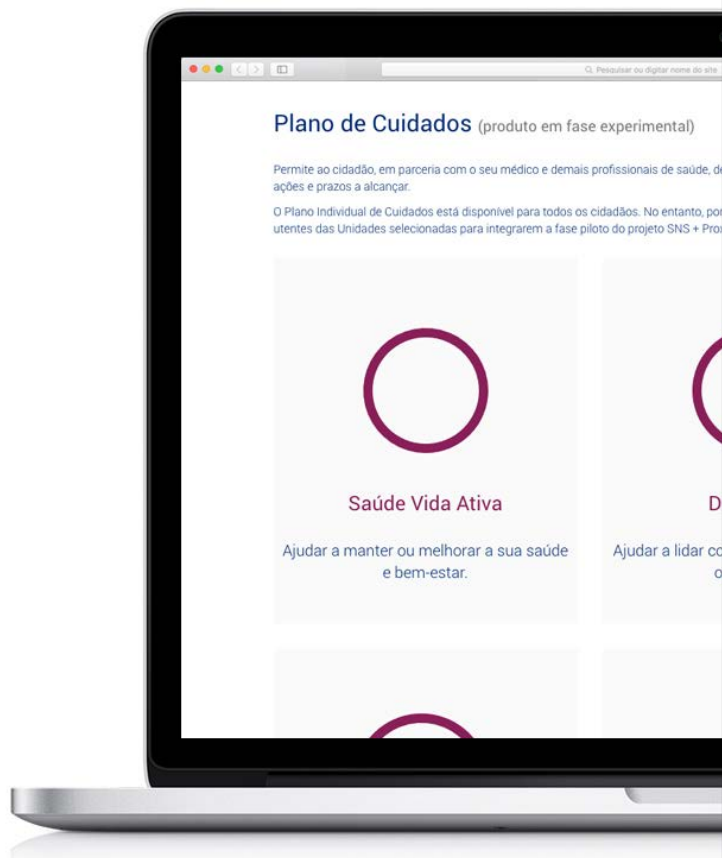 Pesquisar ou digitar nome do site
Plano de Cuidados (produto em fase experimental)
Permite ao cidadão, em parceria com o seu médico e demais profissionais de saúde, de
ações e prazos a alcançar.
O Plano Individual de Cuidados está disponível para todos os cidadãos. No entanto, por
utentes das Unidades selecionadas para integrarem a fase piloto do projeto SNS + Prox
Saúde Vida Ativa
D
Ajudar a manter ou melhorar a sua saúde
e bem-estar.
Ajudar a lidar co
o